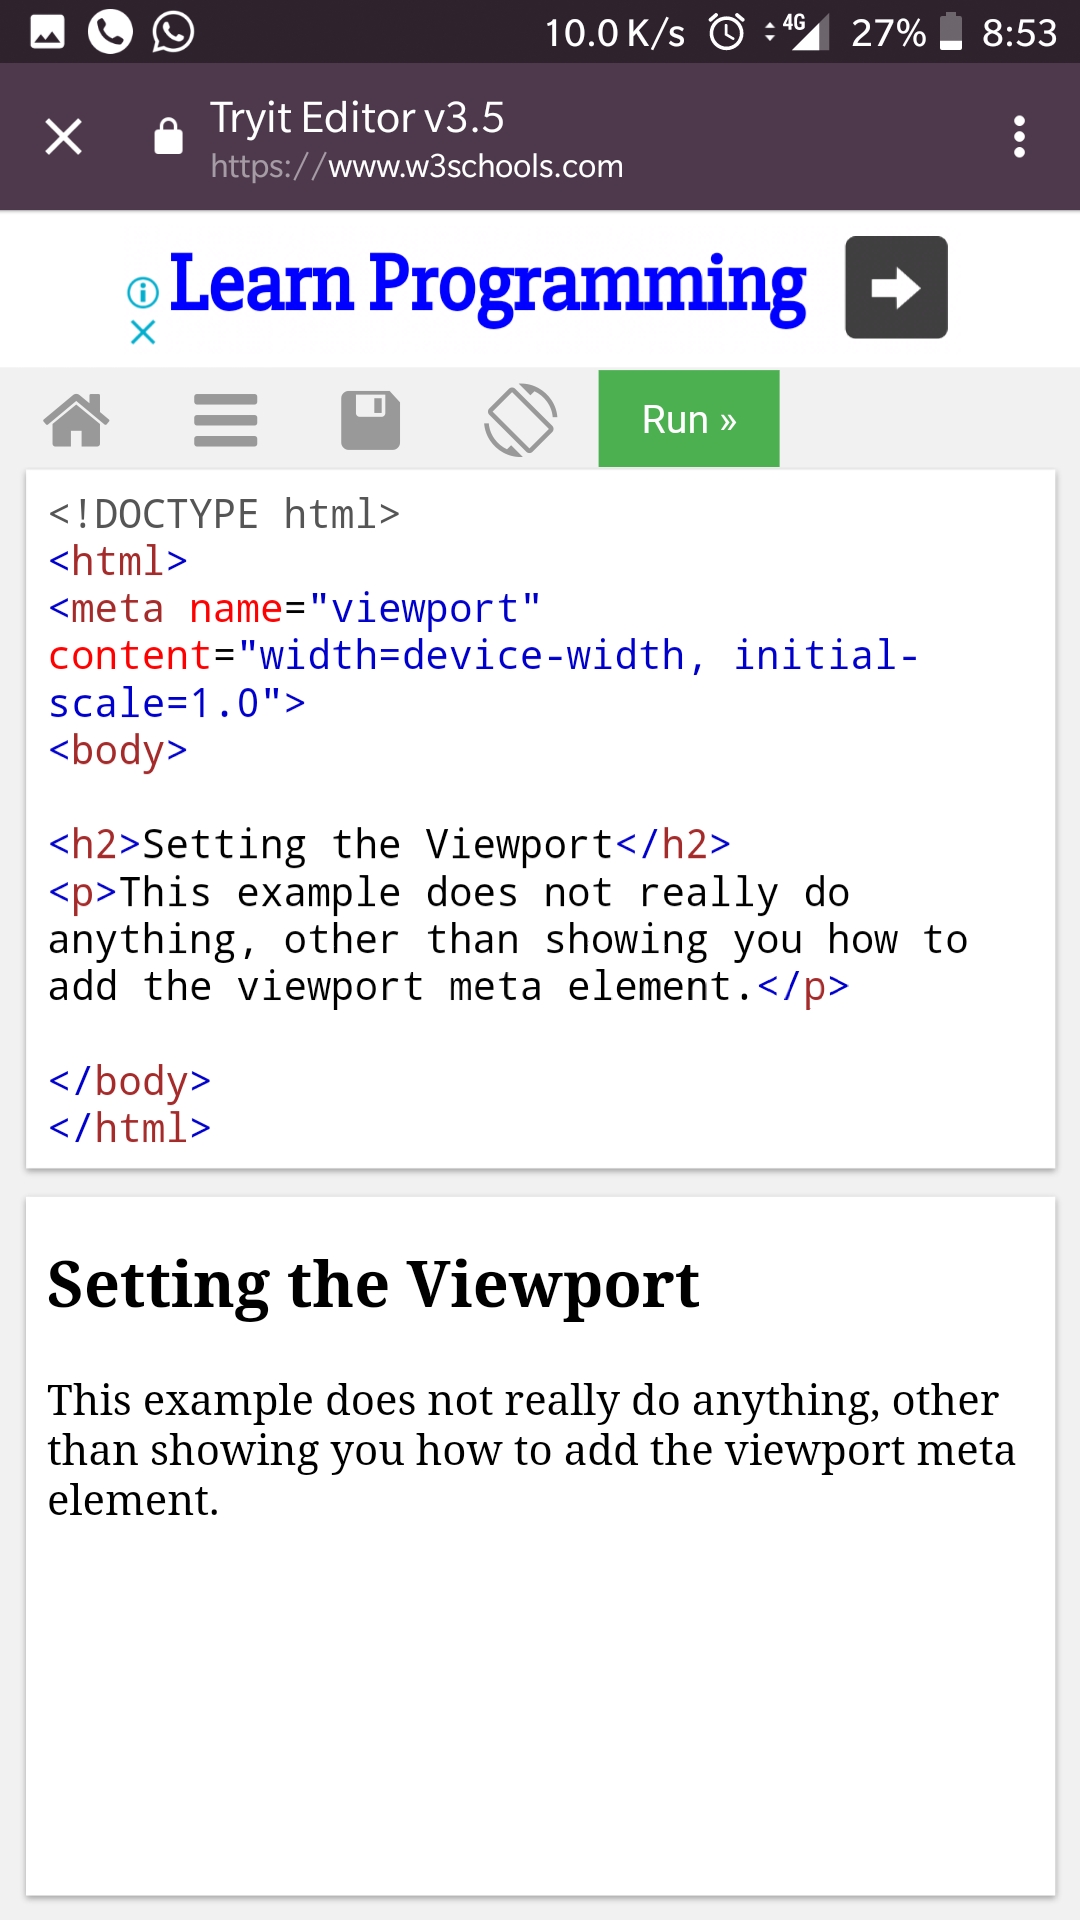 10.0 K/s 4G 27% 8:53
Tryit Editor v3.5
https://www.w3schools.com
Learn Programming
Run »
<!DOCTYPE html>
<html>
<meta name="viewport"
content="width=device-width, initial-
scale=1.0">
<body>
<h2>Setting the Viewport</h2>
<p>This example does not really do
anything, other than showing you how to
add the viewport meta element.</p>
</body>
</html>
Setting the Viewport
This example does not really do anything, other
than showing you how to add the viewport meta
element.